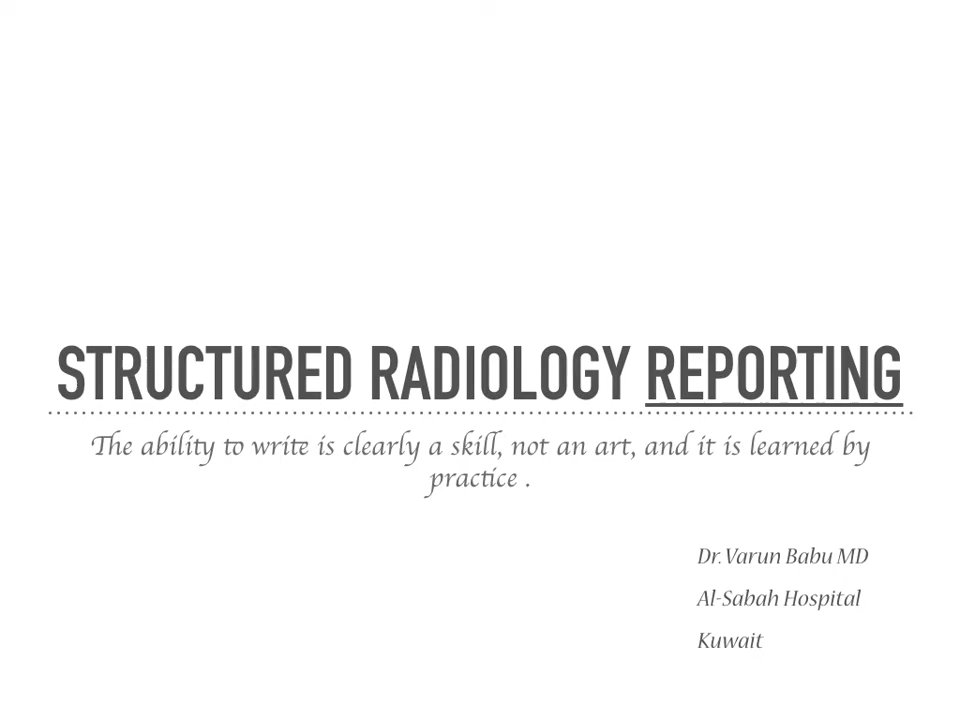 STRUCTURED RADIOLOGY REPORTING
The ability to write is clearly a skill, not an art, and it is learned by
practice .
Dr. Varun Babu MD
Al-Sabah Hospital
Kuwait